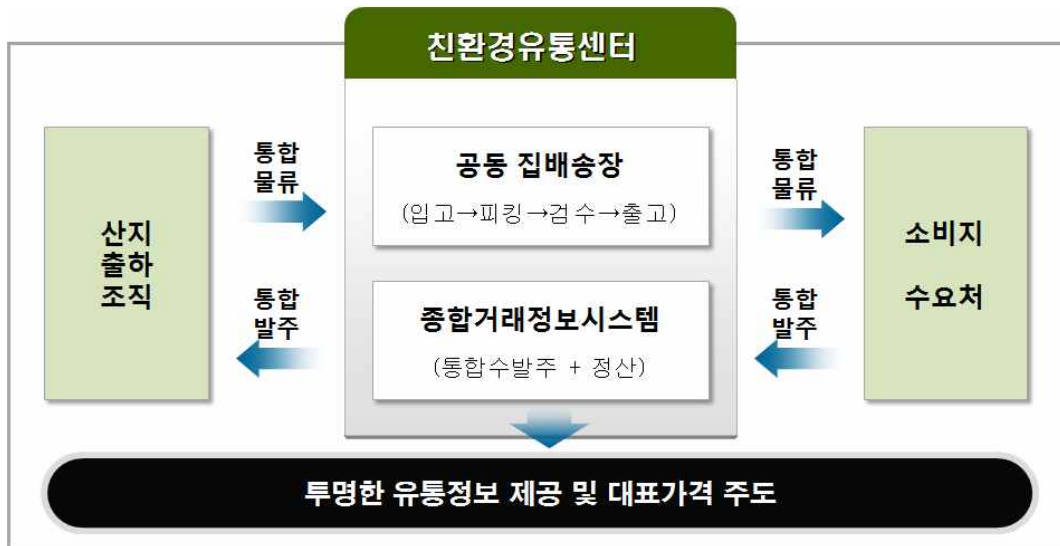 친환경유통센터
산지
출하
조직
통합
물류
공동 집배송장
(입고→피킹→검수→출고)
통합
물류
소비지
수요처
통합
발주
종합거래정보시스템
(통합수발주 + 정산)
통합
발주
투명한 유통정보 제공 및 대표가격 주도